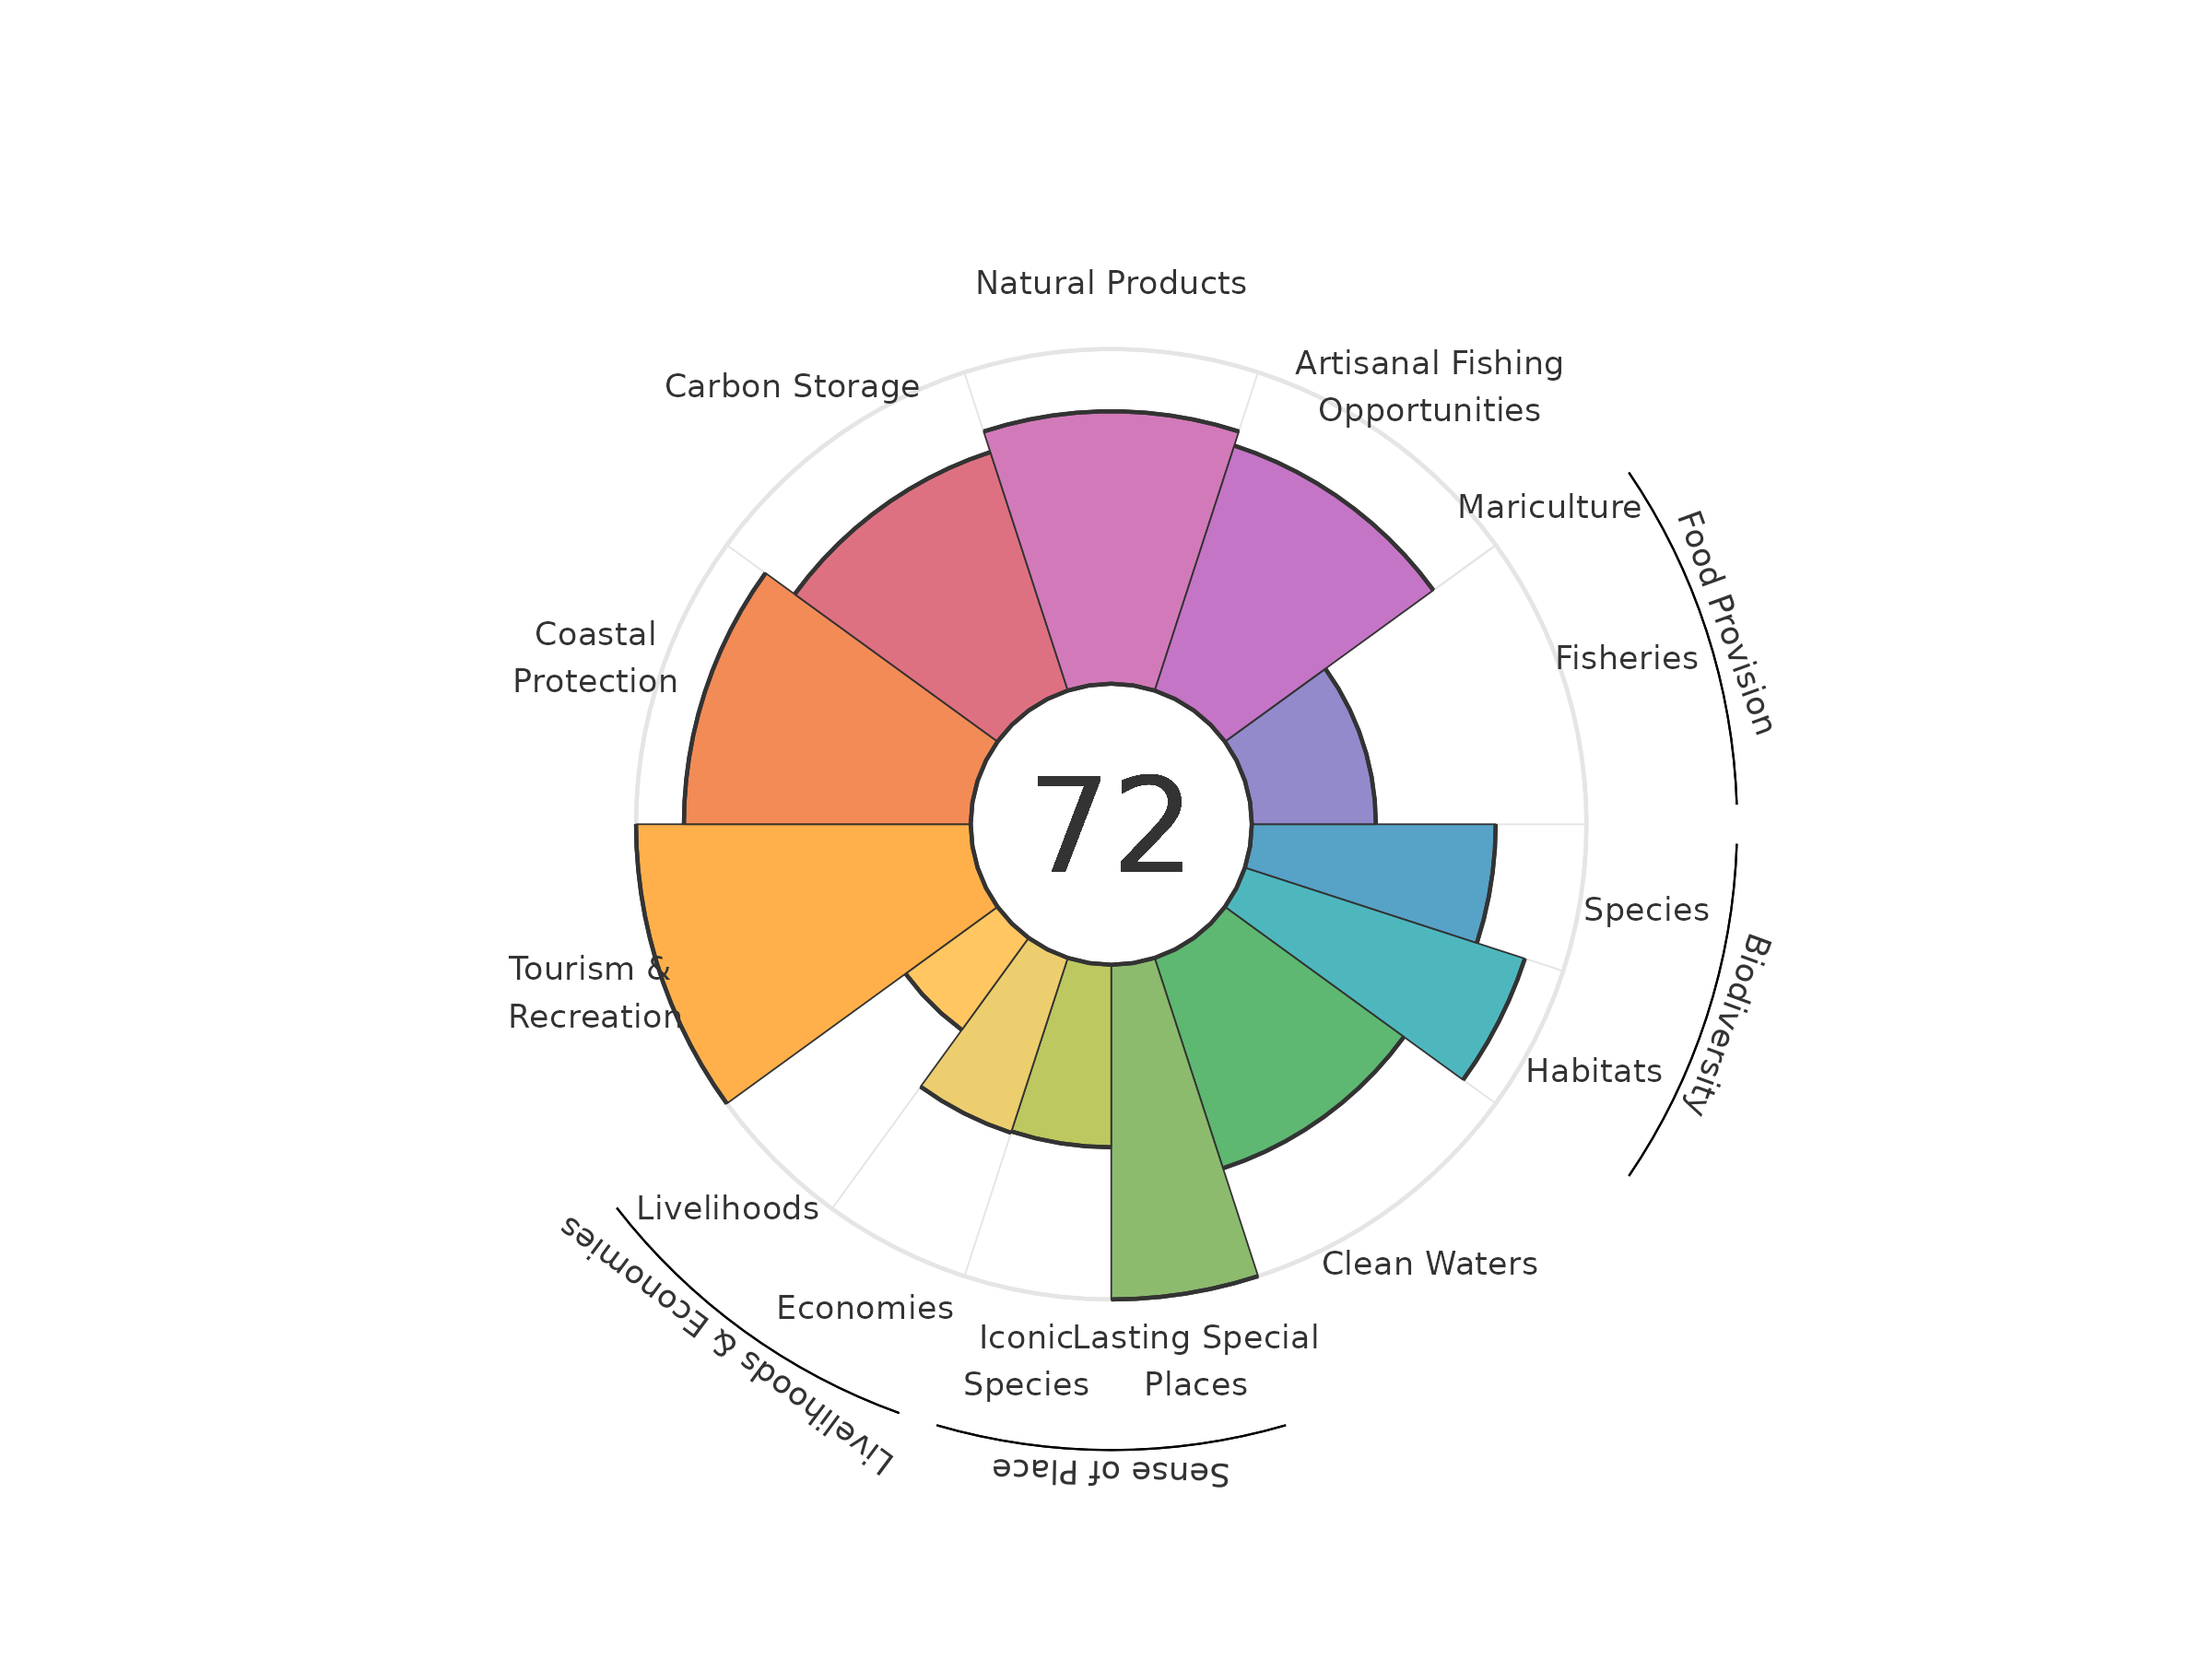 Natural Products
Artisanal Fishing
Opportunities
Carbon Storage
Mariculture
Food Provision
Coastal
Protection
Fisheries
72
Species
Biodiversity
Tourism &
Recreation
Habitats
Livelihoods
Livelihoods & Economies
Clean Waters
Economies
Iconic
Species
Lasting Special
Places
Sense of Place